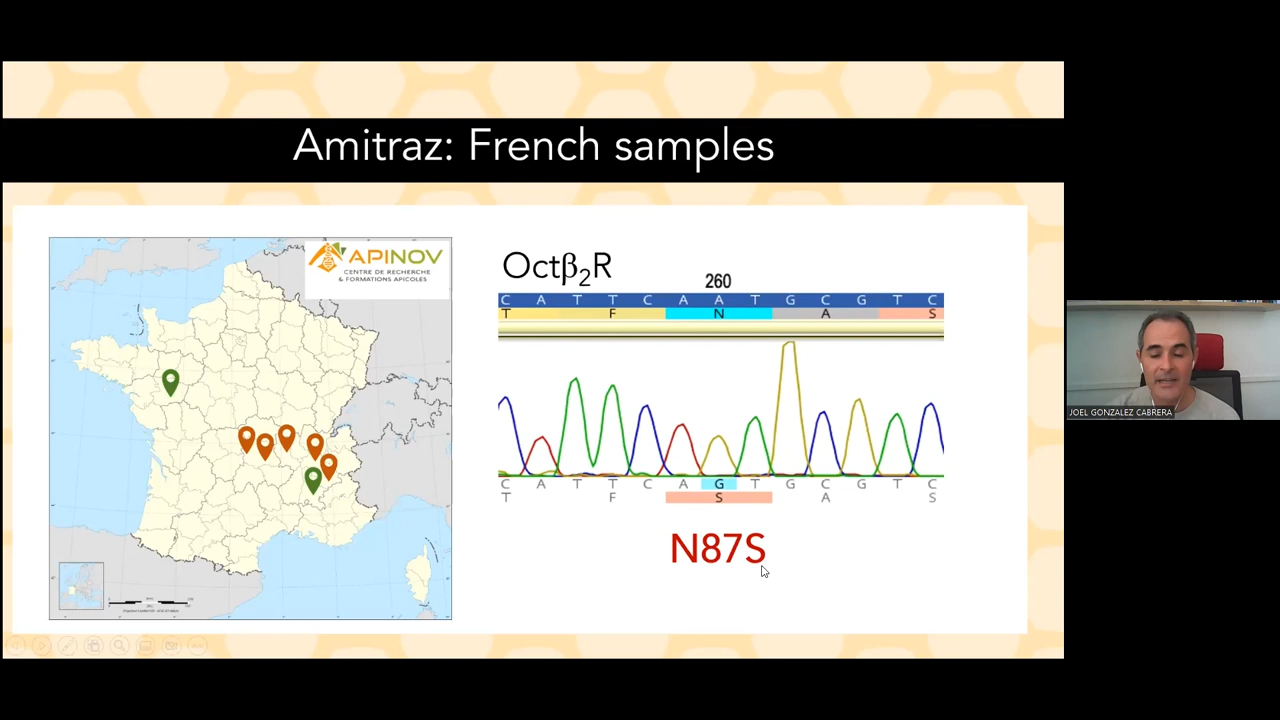 Amitraz: French samples
APINOV
CENTRE DE RECHERCHE
& FORMATIONS APICOLES
Octβ₂R
260
C A T T C A A T G C G T C
T F N A S
C A T T C A G T G C G T C
T F S A S
N87S
JOEL GONZALEZ CABRERA